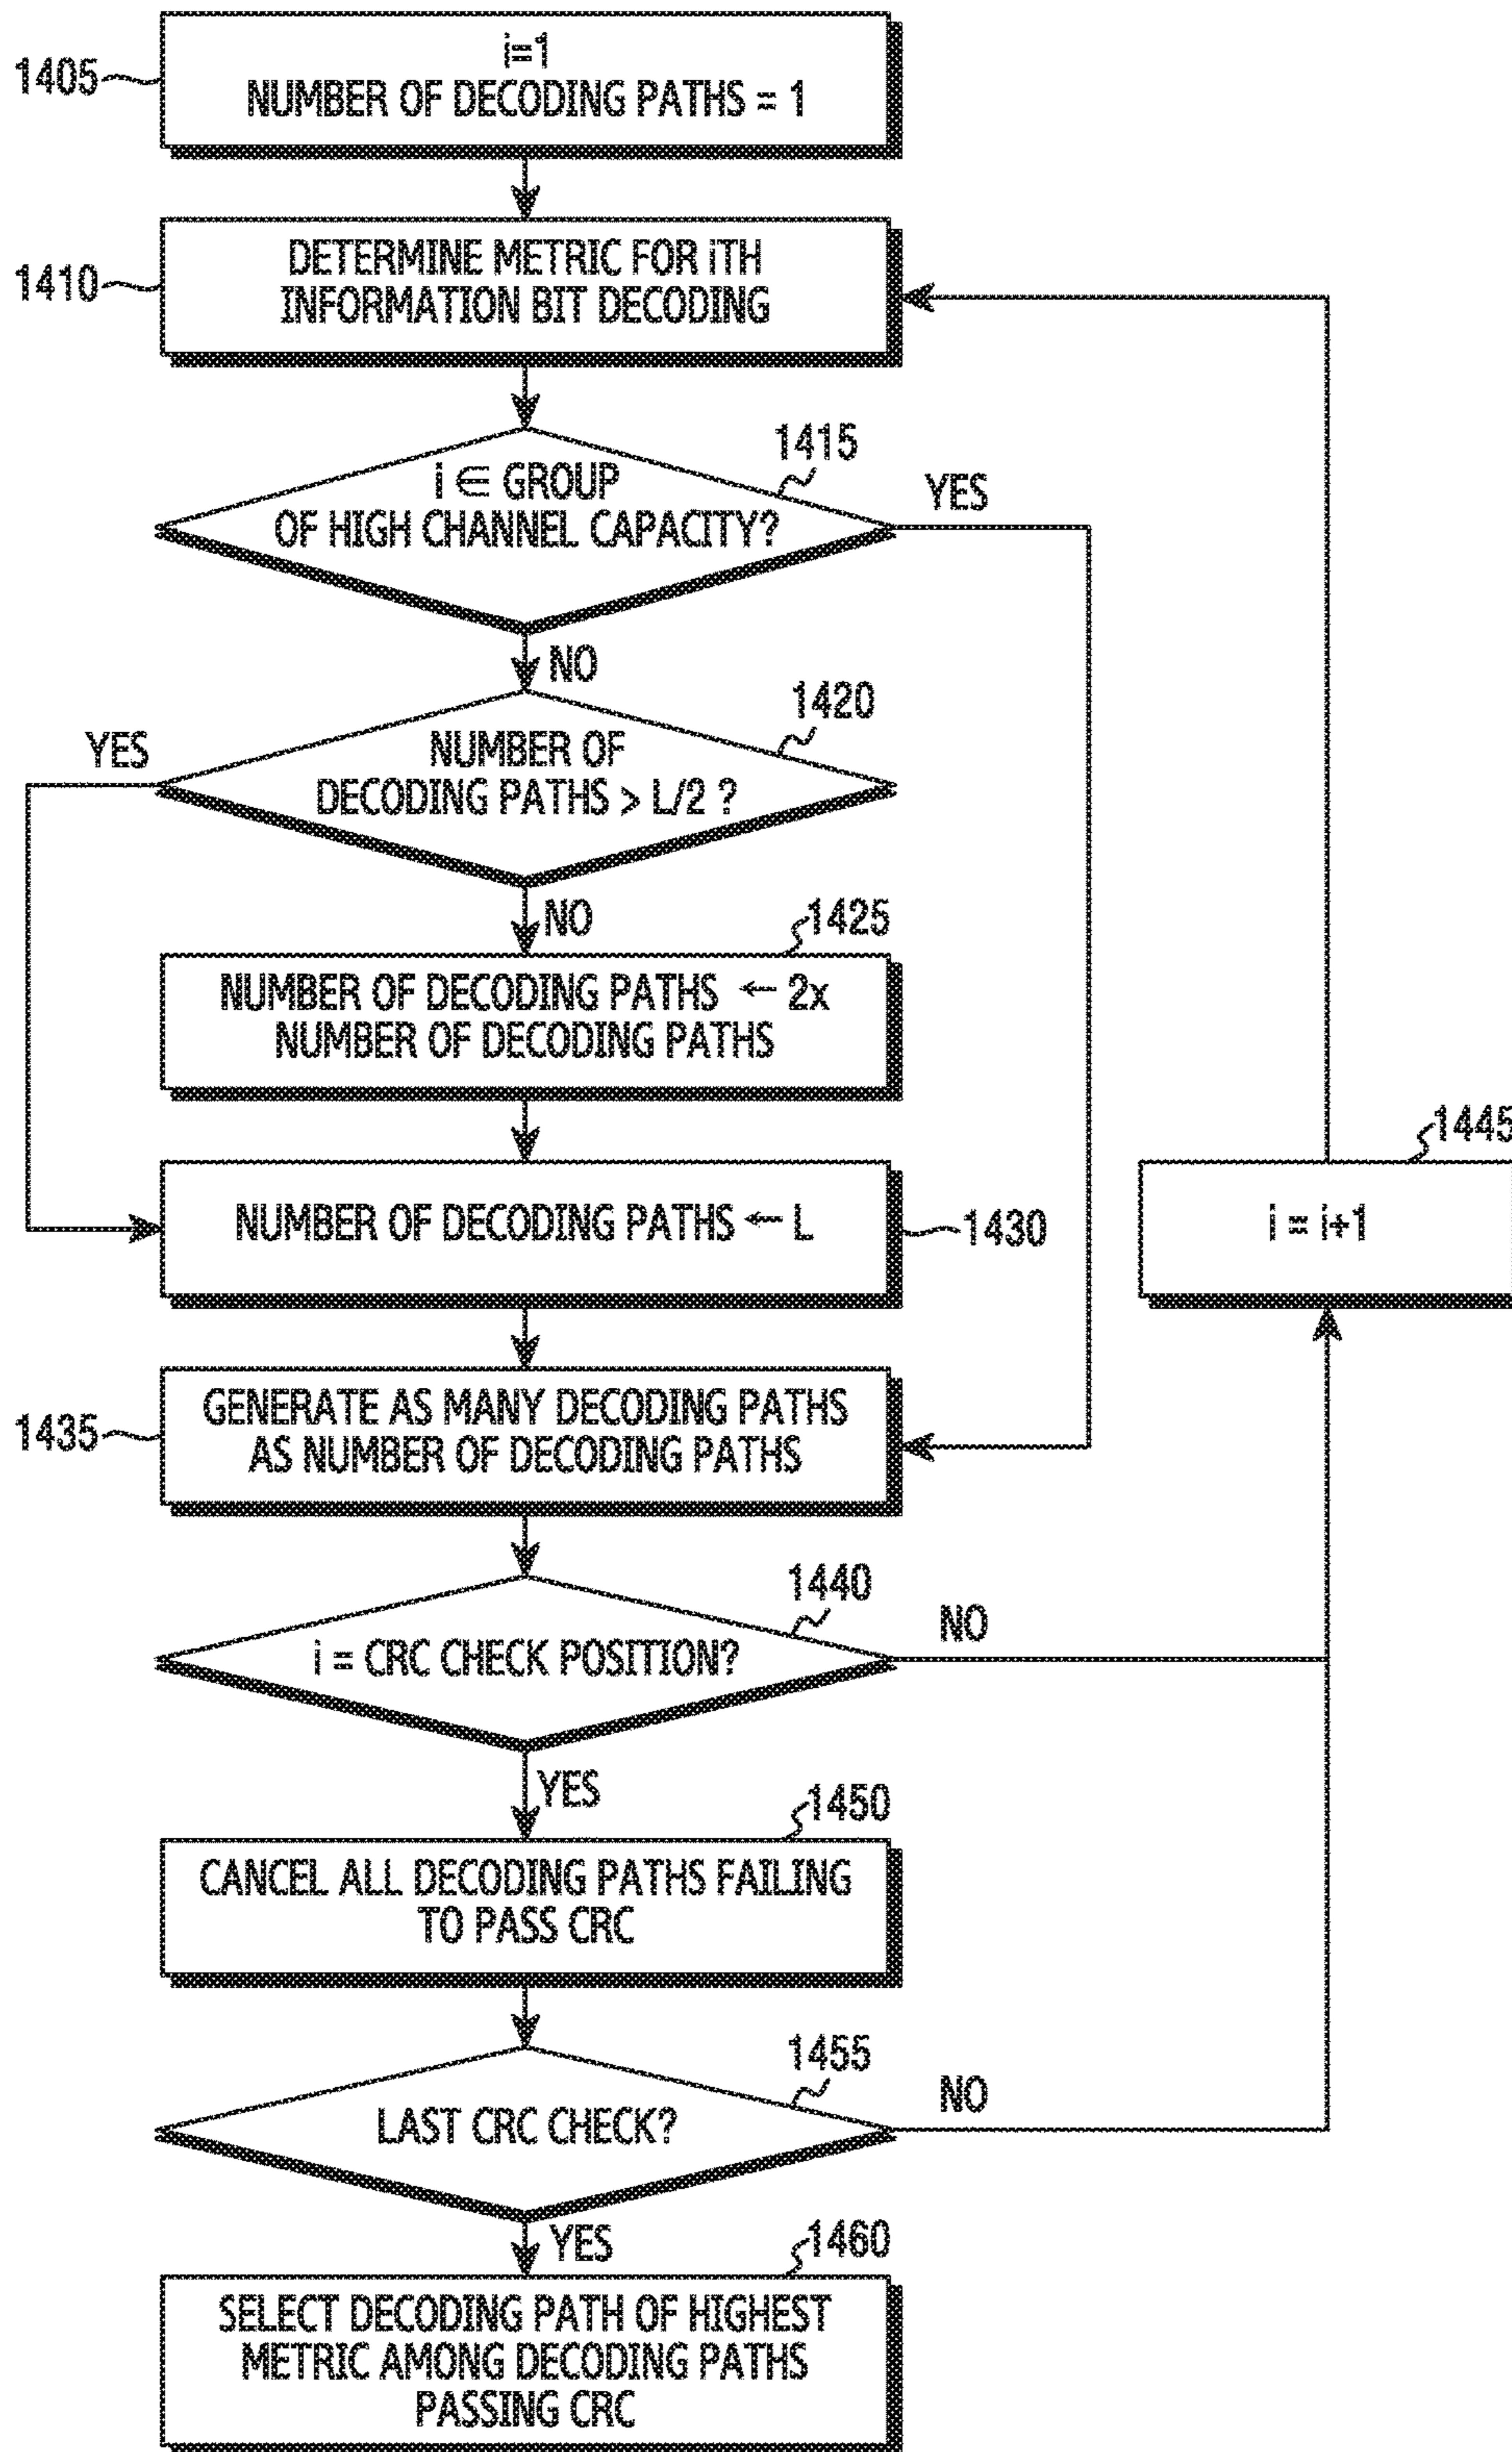 1405
i=1
NUMBER OF DECODING PATHS = 1
1410
DETERMINE METRIC FOR iTH
INFORMATION BIT DECODING
1415
i ∈ GROUP
OF HIGH CHANNEL CAPACITY?
YES
NO
1420
YES
NUMBER OF
DECODING PATHS > L/2 ?
NO
1425
NUMBER OF DECODING PATHS ← 2x
NUMBER OF DECODING PATHS
1445
NUMBER OF DECODING PATHS ← L
1430
i = i+1
1435
GENERATE AS MANY DECODING PATHS
AS NUMBER OF DECODING PATHS
1440
NO
i = CRC CHECK POSITION?
YES
1450
CANCEL ALL DECODING PATHS FAILING
TO PASS CRC
1455
NO
LAST CRC CHECK?
YES
1460
SELECT DECODING PATH OF HIGHEST
METRIC AMONG DECODING PATHS
PASSING CRC